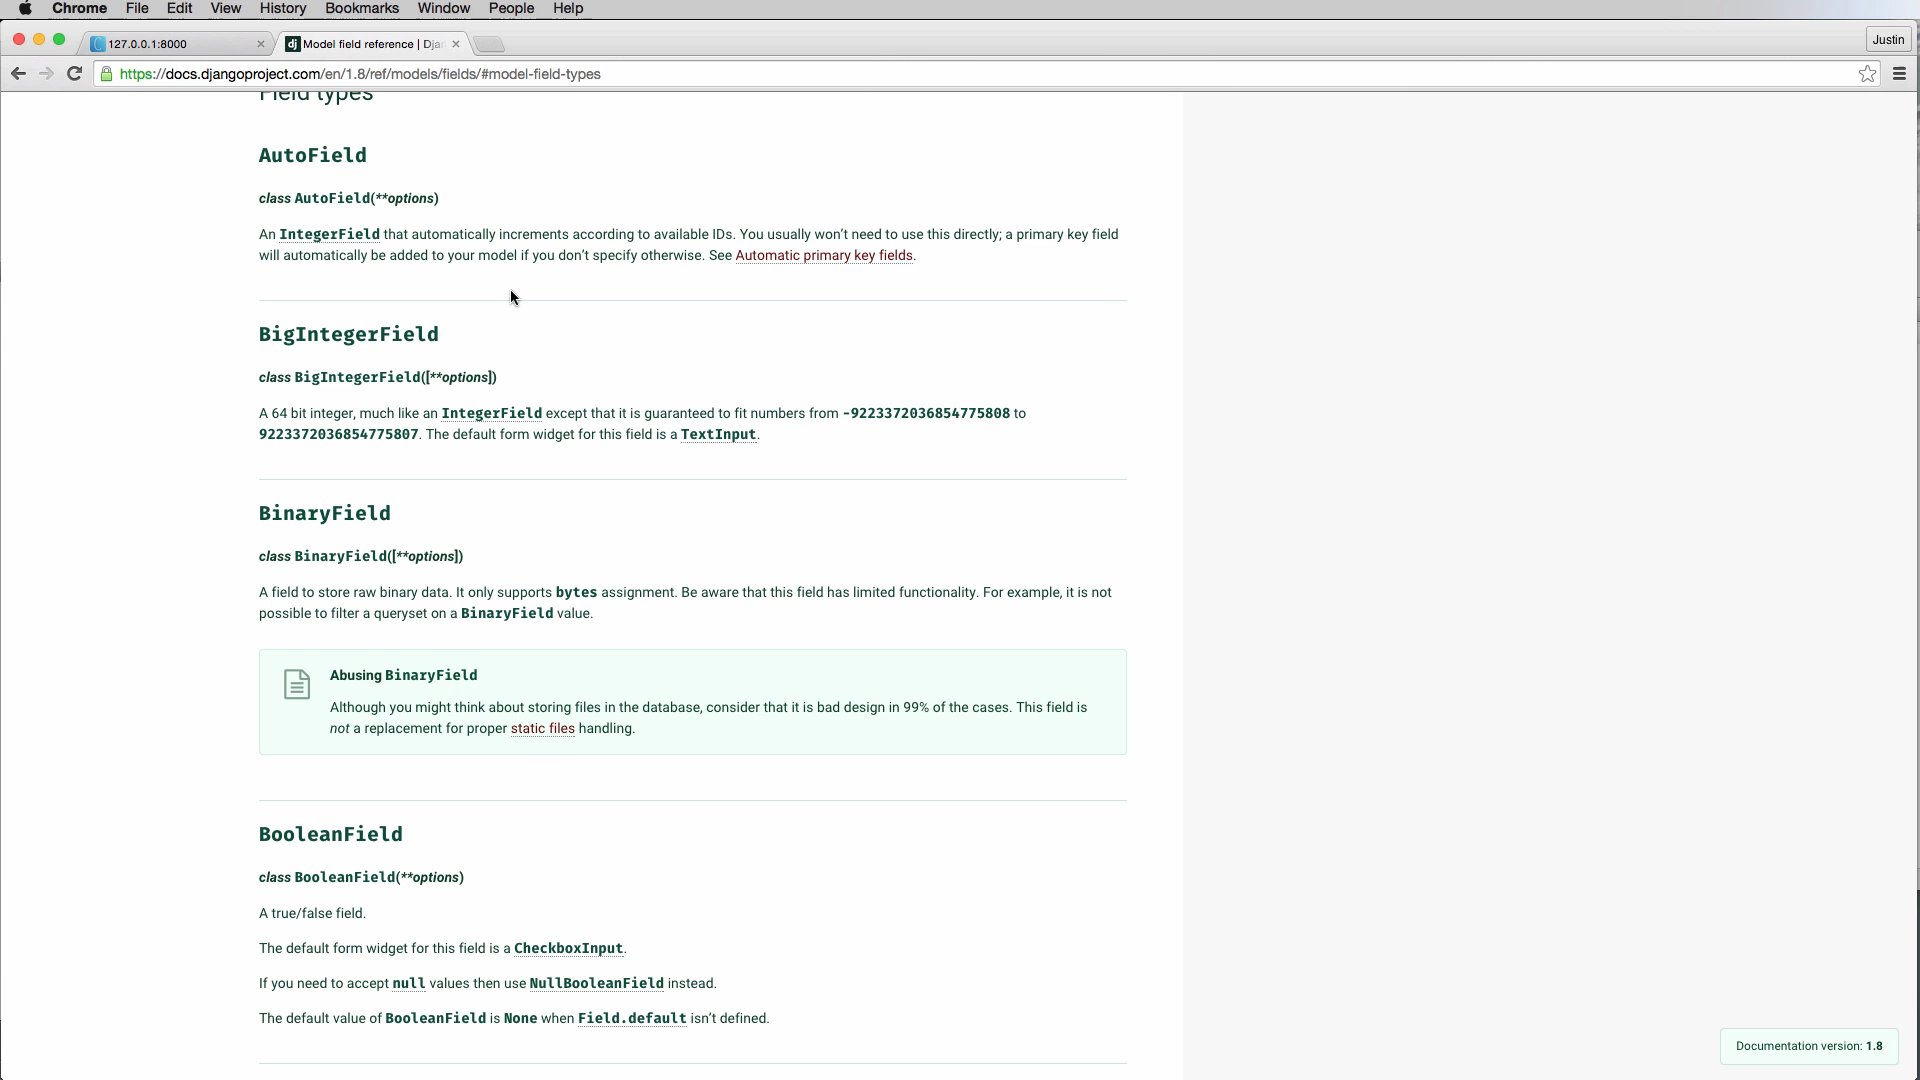 Chrome File Edit View History Bookmarks Window People Help
127.0.0.1:8000
Model field reference | Dja
Justin
https://docs.djangoproject.com/en/1.8/ref/models/fields/#model-field-types
Field types
AutoField
class AutoField(**options)
An IntegerField that automatically increments according to available IDs. You usually won’t need to use this directly; a primary key field
will automatically be added to your model if you don’t specify otherwise. See Automatic primary key fields.
BigIntegerField
class BigIntegerField([**options])
A 64 bit integer, much like an IntegerField except that it is guaranteed to fit numbers from -9223372036854775808 to
9223372036854775807. The default form widget for this field is a TextInput.
BinaryField
class BinaryField([**options])
A field to store raw binary data. It only supports bytes assignment. Be aware that this field has limited functionality. For example, it is not
possible to filter a queryset on a BinaryField value.
Abusing BinaryField
Although you might think about storing files in the database, consider that it is bad design in 99% of the cases. This field is
not a replacement for proper static files handling.
BooleanField
class BooleanField(**options)
A true/false field.
The default form widget for this field is a CheckboxInput.
If you need to accept null values then use NullBooleanField instead.
The default value of BooleanField is None when Field.default isn’t defined.
Documentation version: 1.8